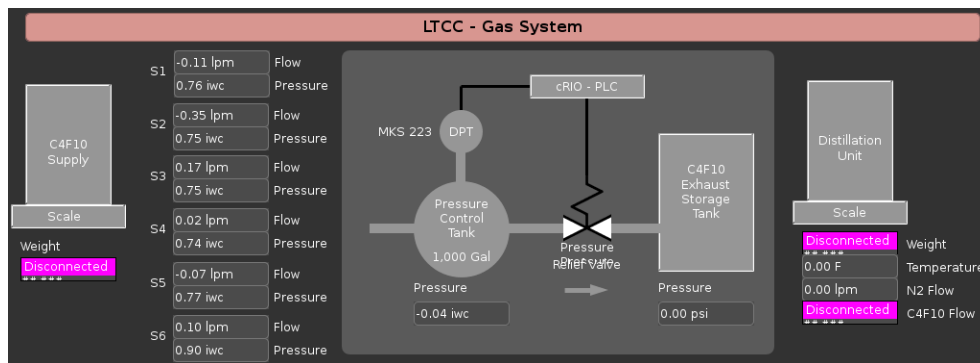 LTCC - Gas System
C4F10
Supply
Scale
Weight
Disconnected
S1
-0.11 lpm
Flow
0.76 iwc
Pressure
S2
-0.35 lpm
Flow
0.75 iwc
Pressure
S3
0.17 lpm
Flow
0.75 iwc
Pressure
S4
0.02 lpm
Flow
0.74 iwc
Pressure
S5
-0.07 lpm
Flow
0.77 iwc
Pressure
S6
0.10 lpm
Flow
0.90 iwc
Pressure
cRIO - PLC
MKS 223
DPT
Pressure
Control
Tank
1,000 Gal
Pressure
-0.04 iwc
Pressure
Pressure
Relief Valve
C4F10
Exhaust
Storage
Tank
Pressure
0.00 psi
Distillation
Unit
Scale
Disconnected
Weight
0.00 F
Temperature
0.00 lpm
N2 Flow
Disconnected
C4F10 Flow